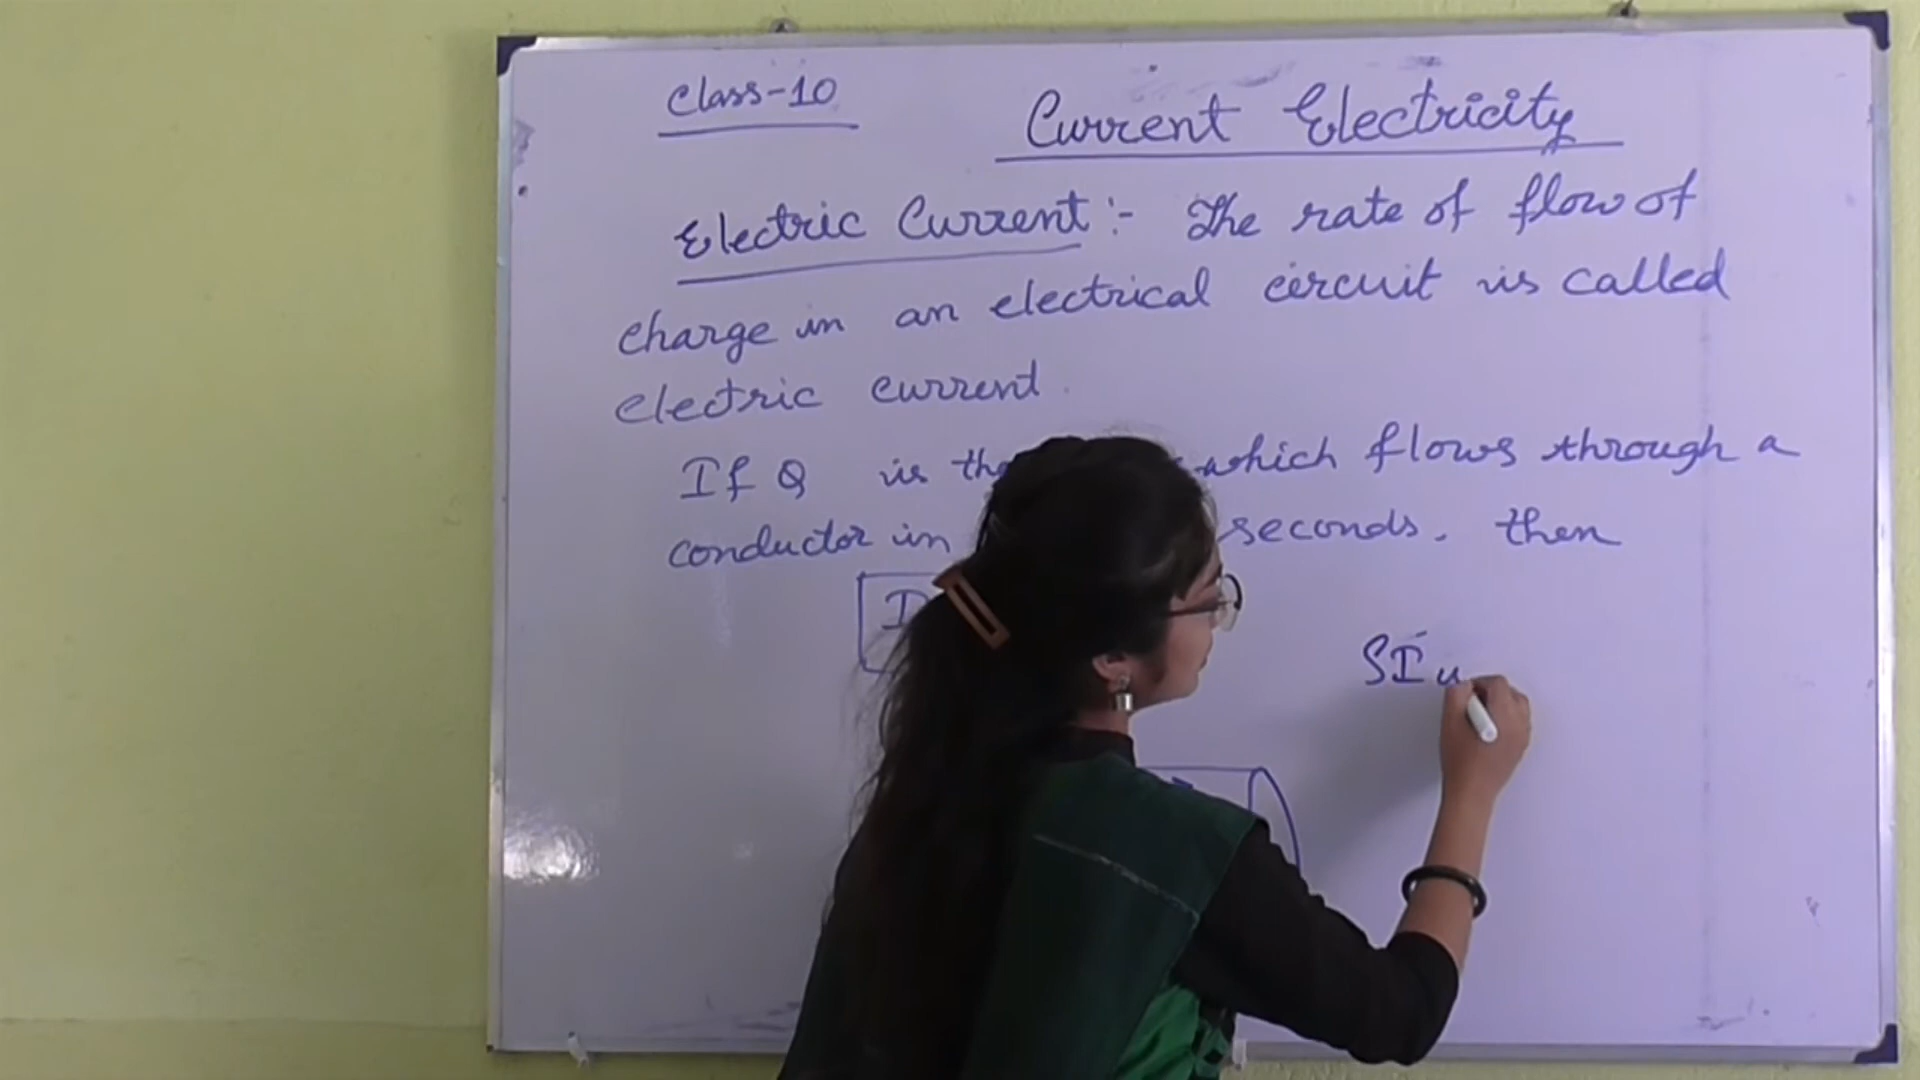 Class-10
Current Electricity
Electric Current :- The rate of flow of
charge in an electrical circuit is called
electric current.
If Q is the which flows through a
conductor in seconds. then
I
SI u